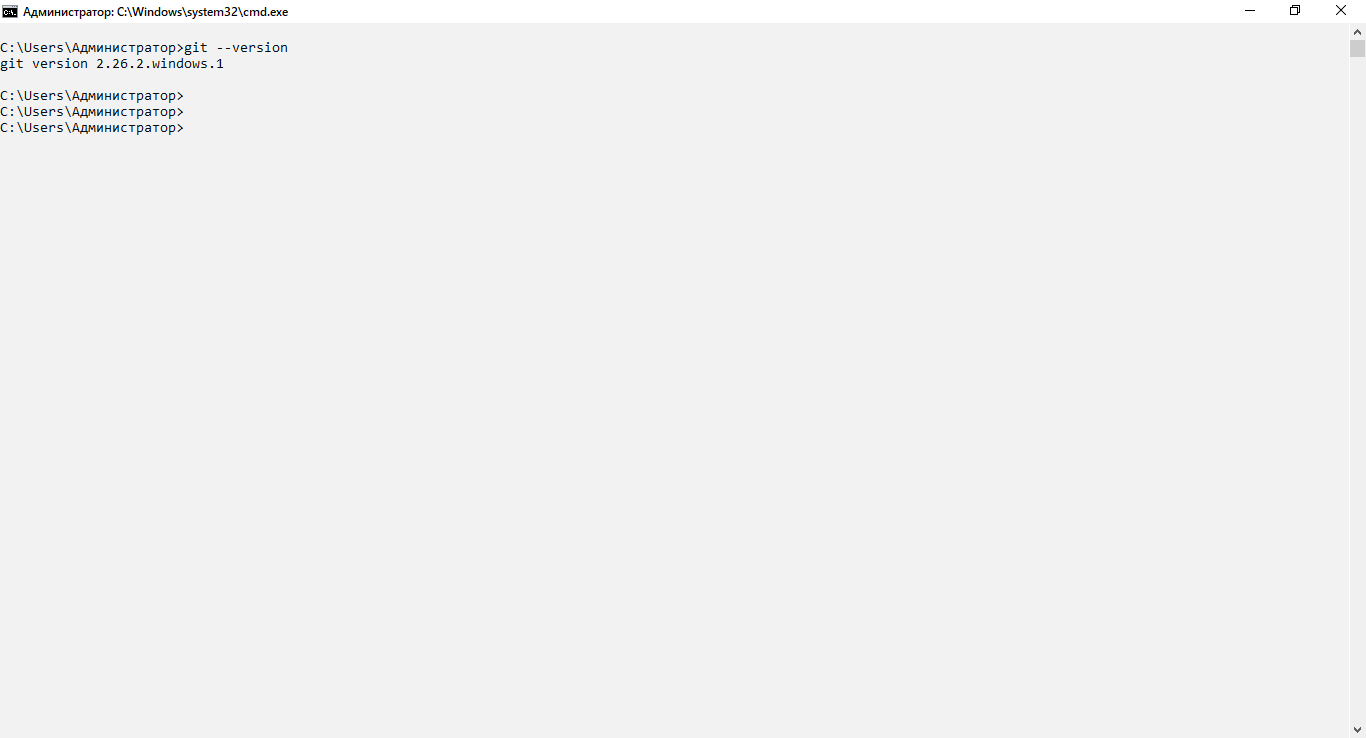 Администратор: C:\Windows\system32\cmd.exe
C:\Users\Администратор>git --version
git version 2.26.2.windows.1
C:\Users\Администратор>
C:\Users\Администратор>
C:\Users\Администратор>